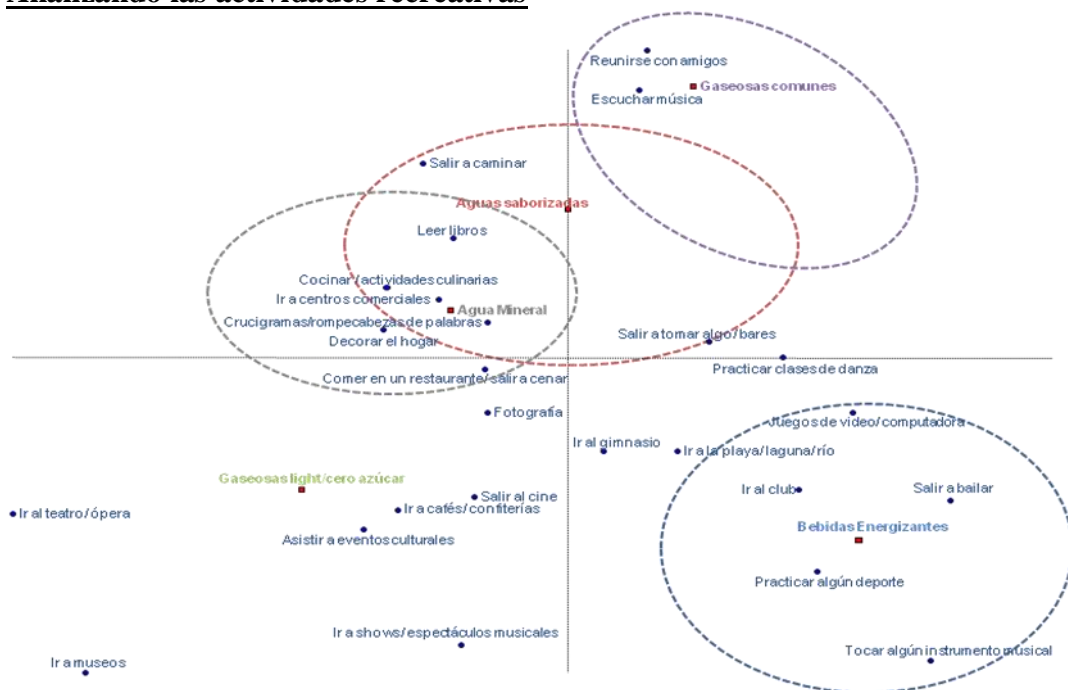 Analizando las actividades recreativas
Reunirse con amigos
Gaseosas comunes
Escuchar música
Salir a caminar
Aguas saborizadas
Leer libros
Cocinar /actividades culinarias
Ir a centros comerciales
Agua Mineral
Crucigramas/rompecabezas de palabras
Salir a tomar algo/bares
Decorar el hogar
Practicar clases de danza
Comer en un restaurante/salir a cenar
Fotografía
Juegos de video/computadora
Ir al gimnasio
Ir a la playa/laguna/río
Gaseosas light/cero azúcar
Ir al club
Salir a bailar
Salir al cine
Ir a cafés/confiterías
Ir al teatro/ópera
Bebidas Energizantes
Asistir a eventos culturales
Practicar algún deporte
Ir a shows/espectáculos musicales
Tocar algún instrumento musical
Ir a museos